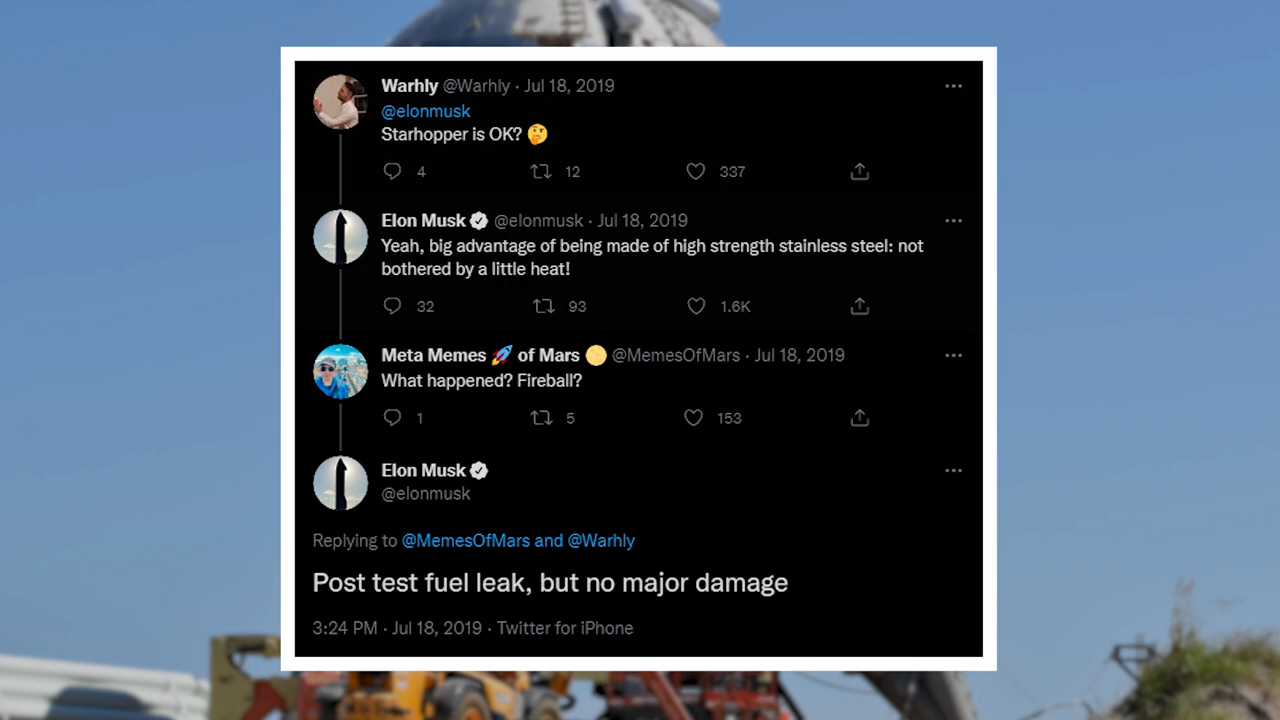 Warhly @Warhly · Jul 18, 2019
@elonmusk
Starhopper is OK? 🤔
4 12 337
Elon Musk @elonmusk · Jul 18, 2019
Yeah, big advantage of being made of high strength stainless steel: not
bothered by a little heat!
32 93 1.6K
Meta Memes 🚀 of Mars 🌕 @MemesOfMars · Jul 18, 2019
What happened? Fireball?
1 5 153
Elon Musk
@elonmusk
Replying to @MemesOfMars and @Warhly
Post test fuel leak, but no major damage
3:24 PM · Jul 18, 2019 · Twitter for iPhone